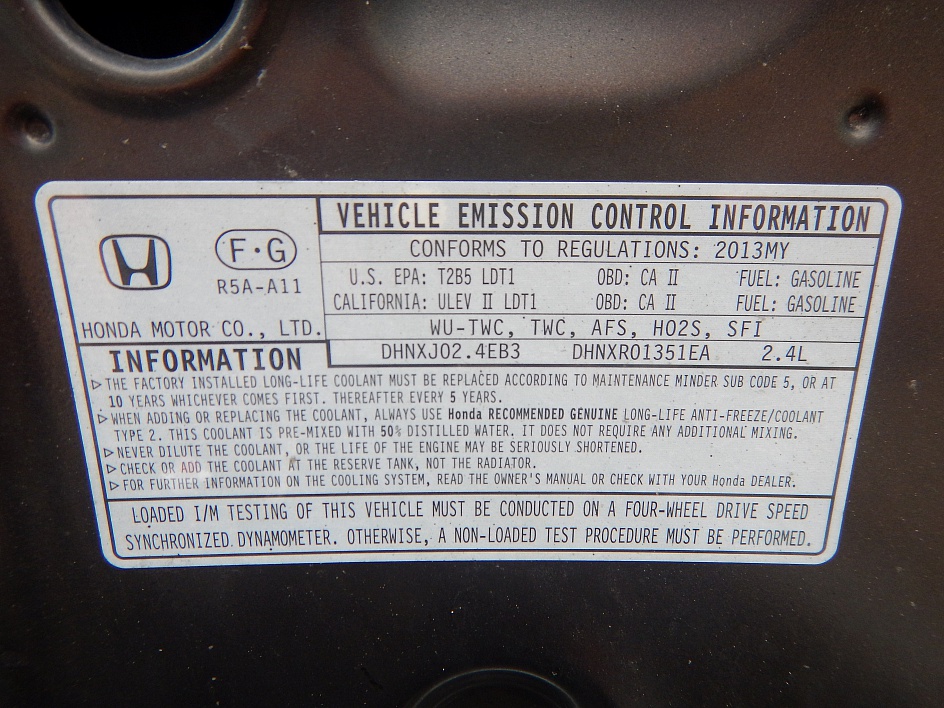 VEHICLE EMISSION CONTROL INFORMATION
F·G
R5A-A11
HONDA MOTOR CO., LTD.
CONFORMS TO REGULATIONS: 2013MY
U.S. EPA: T2B5 LDT1 OBD: CA II FUEL: GASOLINE
CALIFORNIA: ULEV II LDT1 OBD: CA II FUEL: GASOLINE
WU-TWC, TWC, AFS, HO2S, SFI
DHNXJ02.4EB3 DHNXR01351EA 2.4L
INFORMATION
▷THE FACTORY INSTALLED LONG-LIFE COOLANT MUST BE REPLACED ACCORDING TO MAINTENANCE MINDER SUB CODE 5, OR AT
10 YEARS WHICHEVER COMES FIRST. THEREAFTER EVERY 5 YEARS.
▷WHEN ADDING OR REPLACING THE COOLANT, ALWAYS USE Honda RECOMMENDED GENUINE LONG-LIFE ANTI-FREEZE/COOLANT
TYPE 2. THIS COOLANT IS PRE-MIXED WITH 50% DISTILLED WATER. IT DOES NOT REQUIRE ANY ADDITIONAL MIXING.
▷NEVER DILUTE THE COOLANT, OR THE LIFE OF THE ENGINE MAY BE SERIOUSLY SHORTENED.
▷CHECK OR ADD THE COOLANT AT THE RESERVE TANK, NOT THE RADIATOR.
▷FOR FURTHER INFORMATION ON THE COOLING SYSTEM, READ THE OWNER'S MANUAL OR CHECK WITH YOUR Honda DEALER.
LOADED I/M TESTING OF THIS VEHICLE MUST BE CONDUCTED ON A FOUR-WHEEL DRIVE SPEED
SYNCHRONIZED DYNAMOMETER. OTHERWISE, A NON-LOADED TEST PROCEDURE MUST BE PERFORMED.